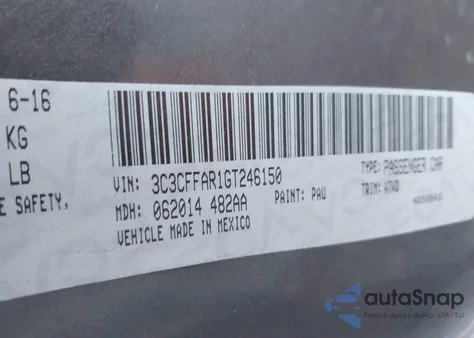 6-16
KG
LB
E SAFETY,
VIN: 3C3CFFAR1GT246150
TYPE: PASSENGER CAR
MDH: 062014 482AA
PAINT: PAU
TRIM: A7W0
VEHICLE MADE IN MEXICO
autoSnap